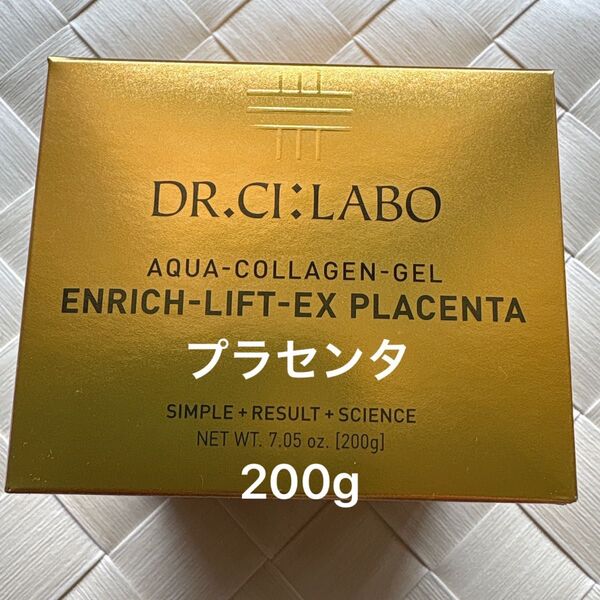 DR.CI:LABO
AQUA-COLLAGEN-GEL
ENRICH-LIFT-EX PLACENTA
プラセンタ
SIMPLE + RESULT + SCIENCE
NET WT. 7.05 oz. [200g]
200g